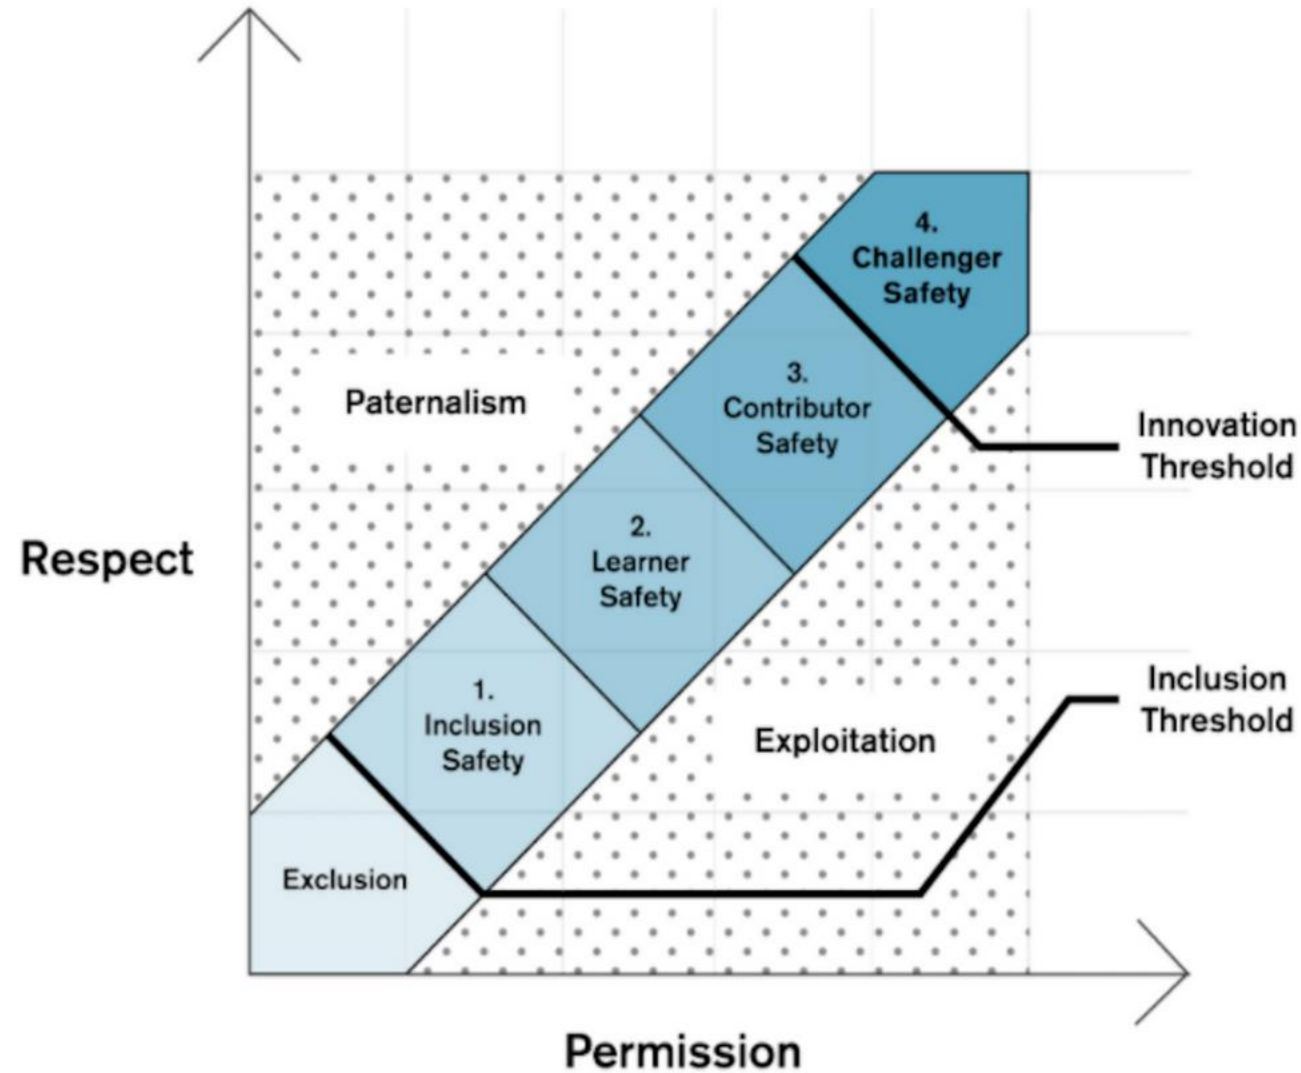 4.
Challenger
Safety
3.
Contributor
Safety
Paternalism
Innovation
Threshold
2.
Learner
Safety
Respect
1.
Inclusion
Safety
Inclusion
Threshold
Exploitation
Exclusion
Permission